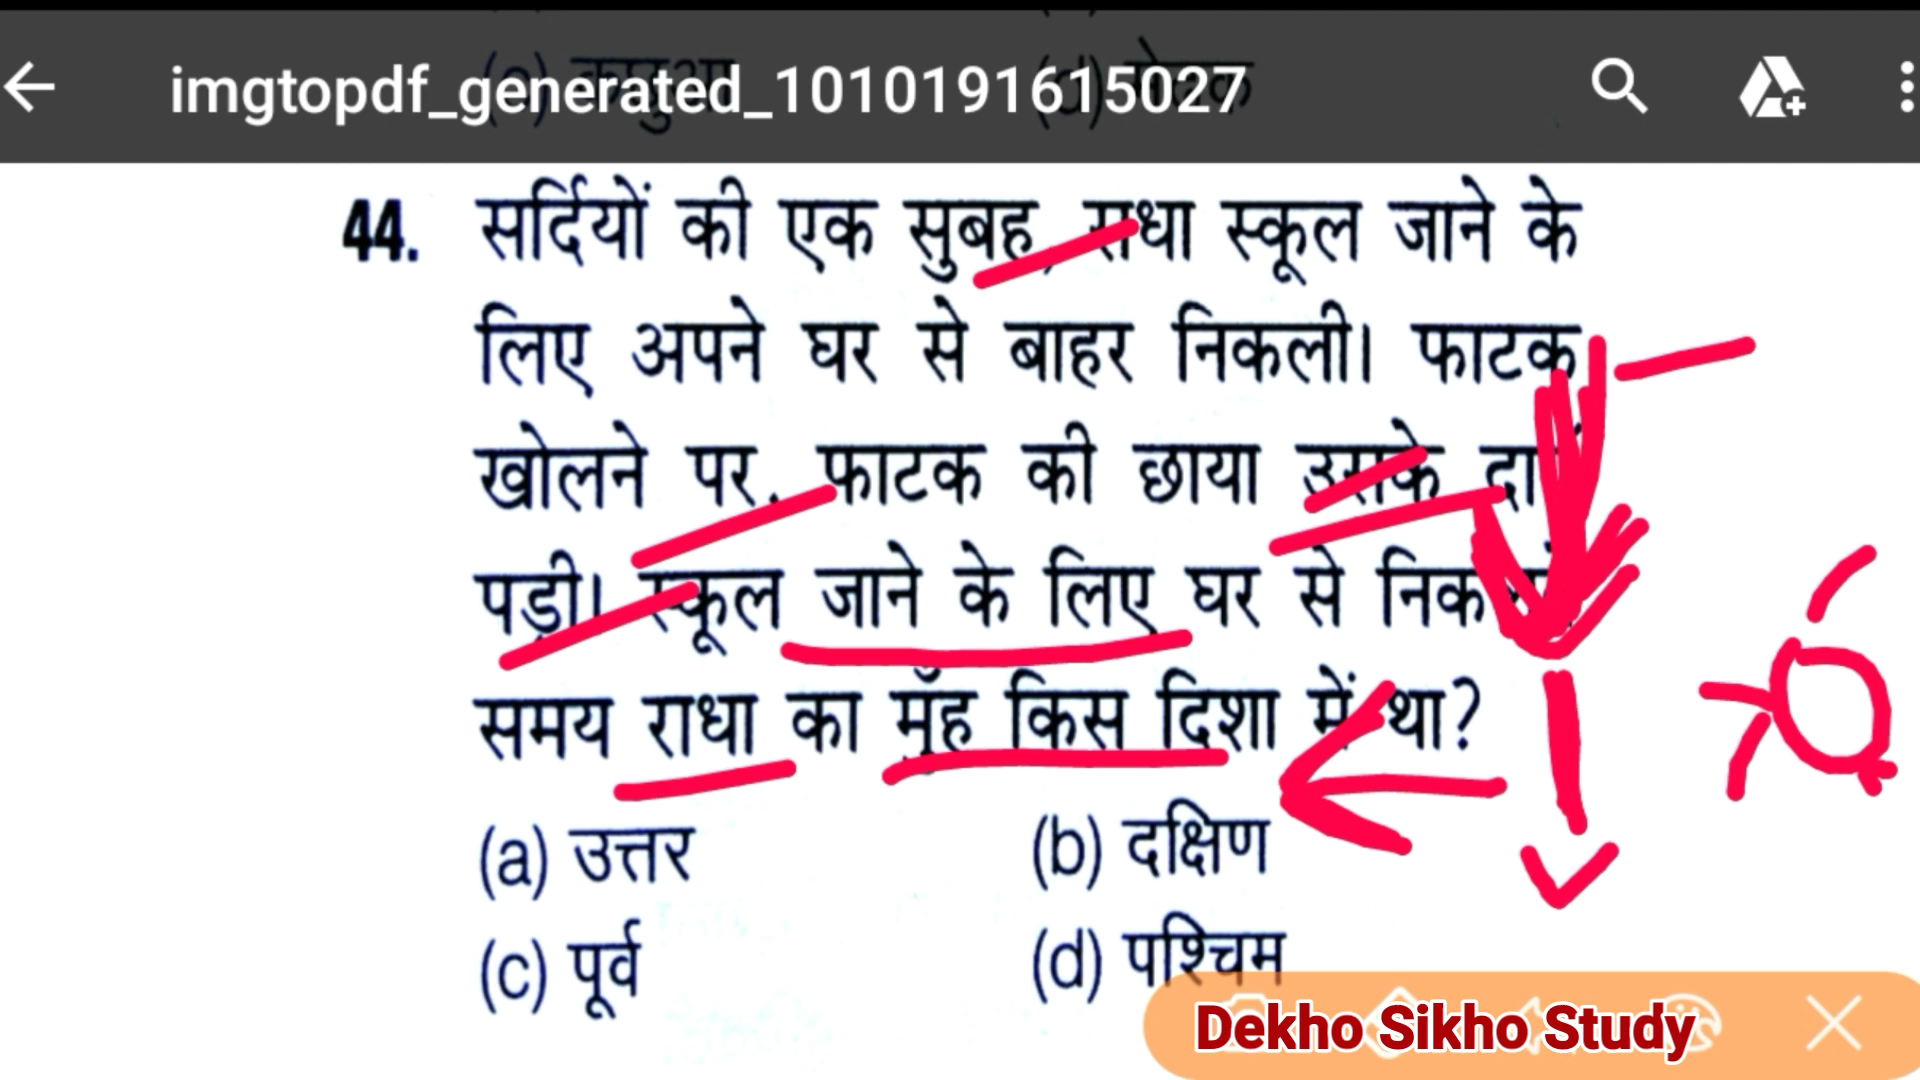 imgtopdf_generated_1010191615027
44. सर्दियों की एक सुबह, राधा स्कूल जाने के
लिए अपने घर से बाहर निकली। फाटक
खोलने पर, फाटक की छाया उसके
पड़ी। स्कूल जाने के लिए घर से
समय राधा का मुँह किस दिशा में था?
(a) उत्तर (b) दक्षिण
(c) पूर्व (d) पश्चिम
Dekho Sikho Study